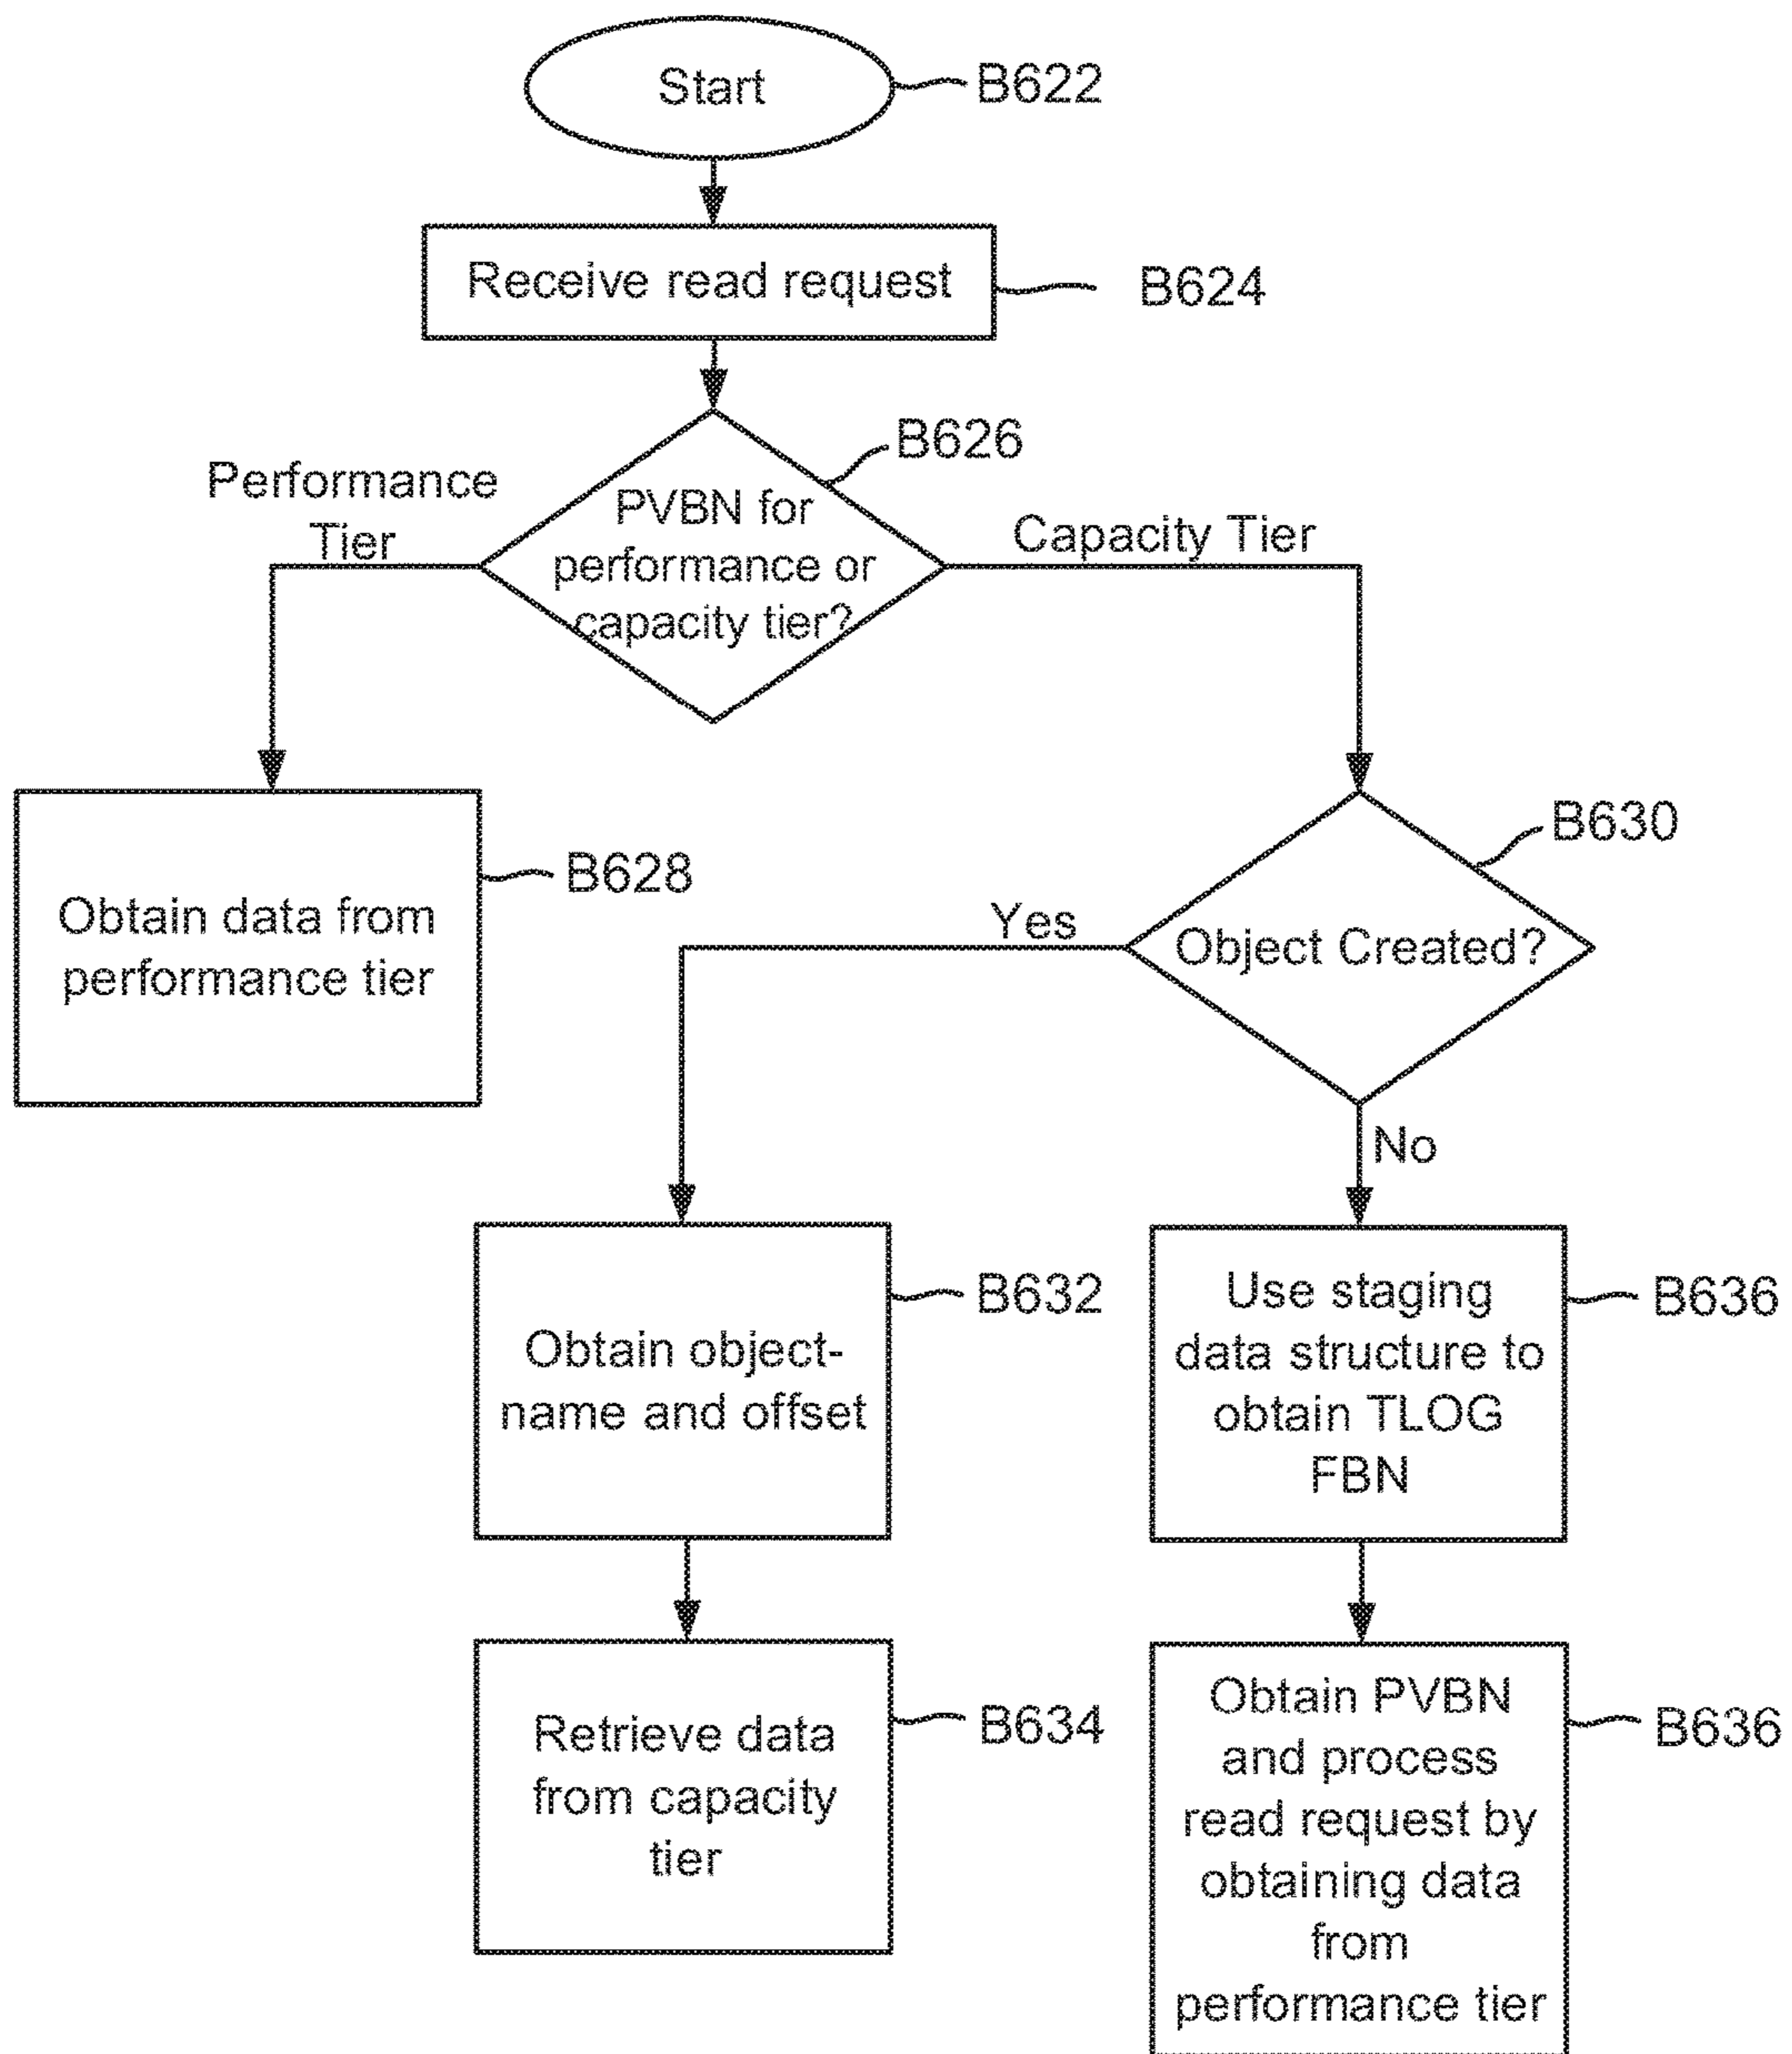 Start
B622
Receive read request
B624
B626
Performance
Tier
PVBN for
performance or
capacity tier?
Capacity Tier
B630
B628
Obtain data from
performance tier
Yes
Object Created?
No
B632
Obtain object-
name and offset
Use staging
data structure to
obtain TLOG
FBN
B636
Retrieve data
from capacity
tier
B634
Obtain PVBN
and process
read request by
obtaining data
from
performance tier
B636